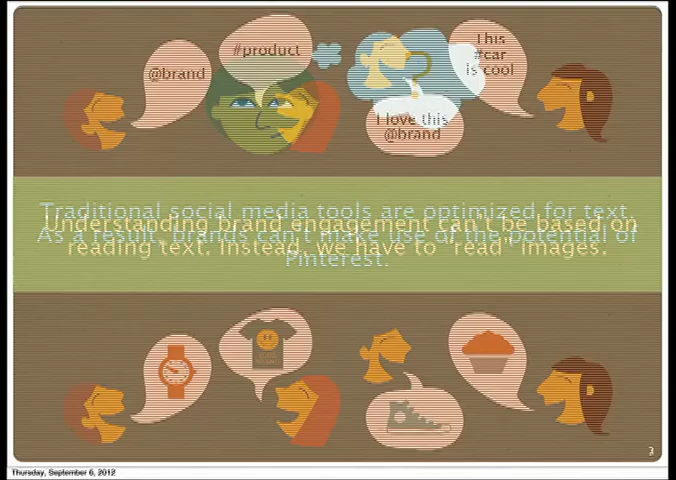 #product
This
#car
is cool
@brand
I love this
@brand
Traditional social media tools are optimized for text.
Understanding brand engagement can't be based on
As a result, brands can't make use of the potential of
reading text. Instead, we have to "read" images.
Pinterest.
Thursday, September 6, 2012